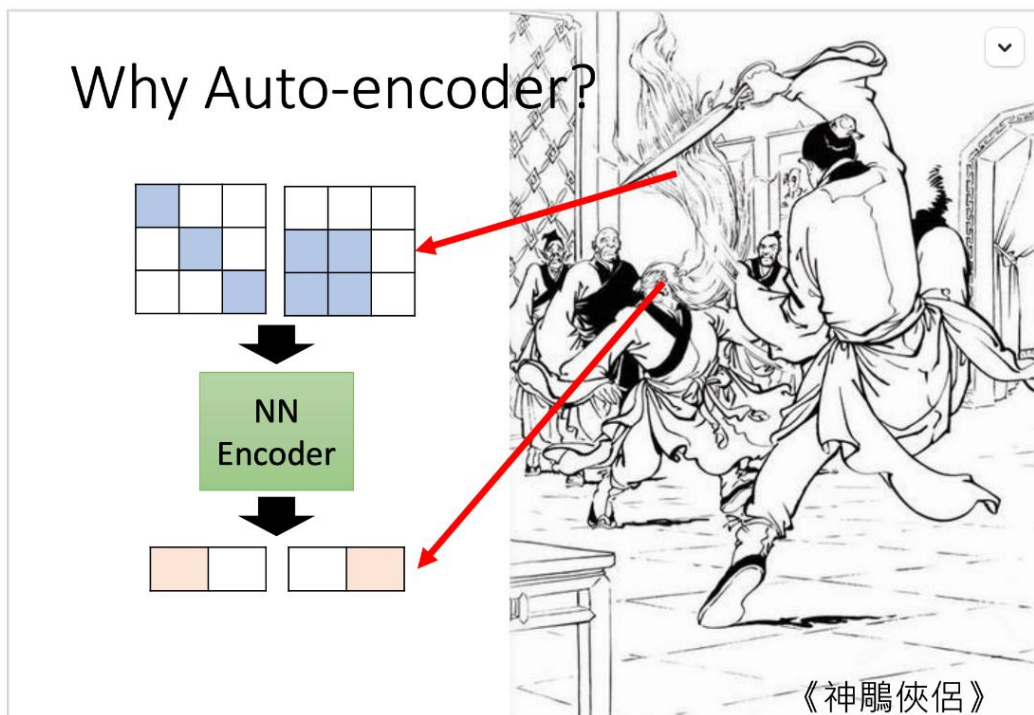 Why Auto-encoder?
NN
Encoder
《神鵰俠侶》